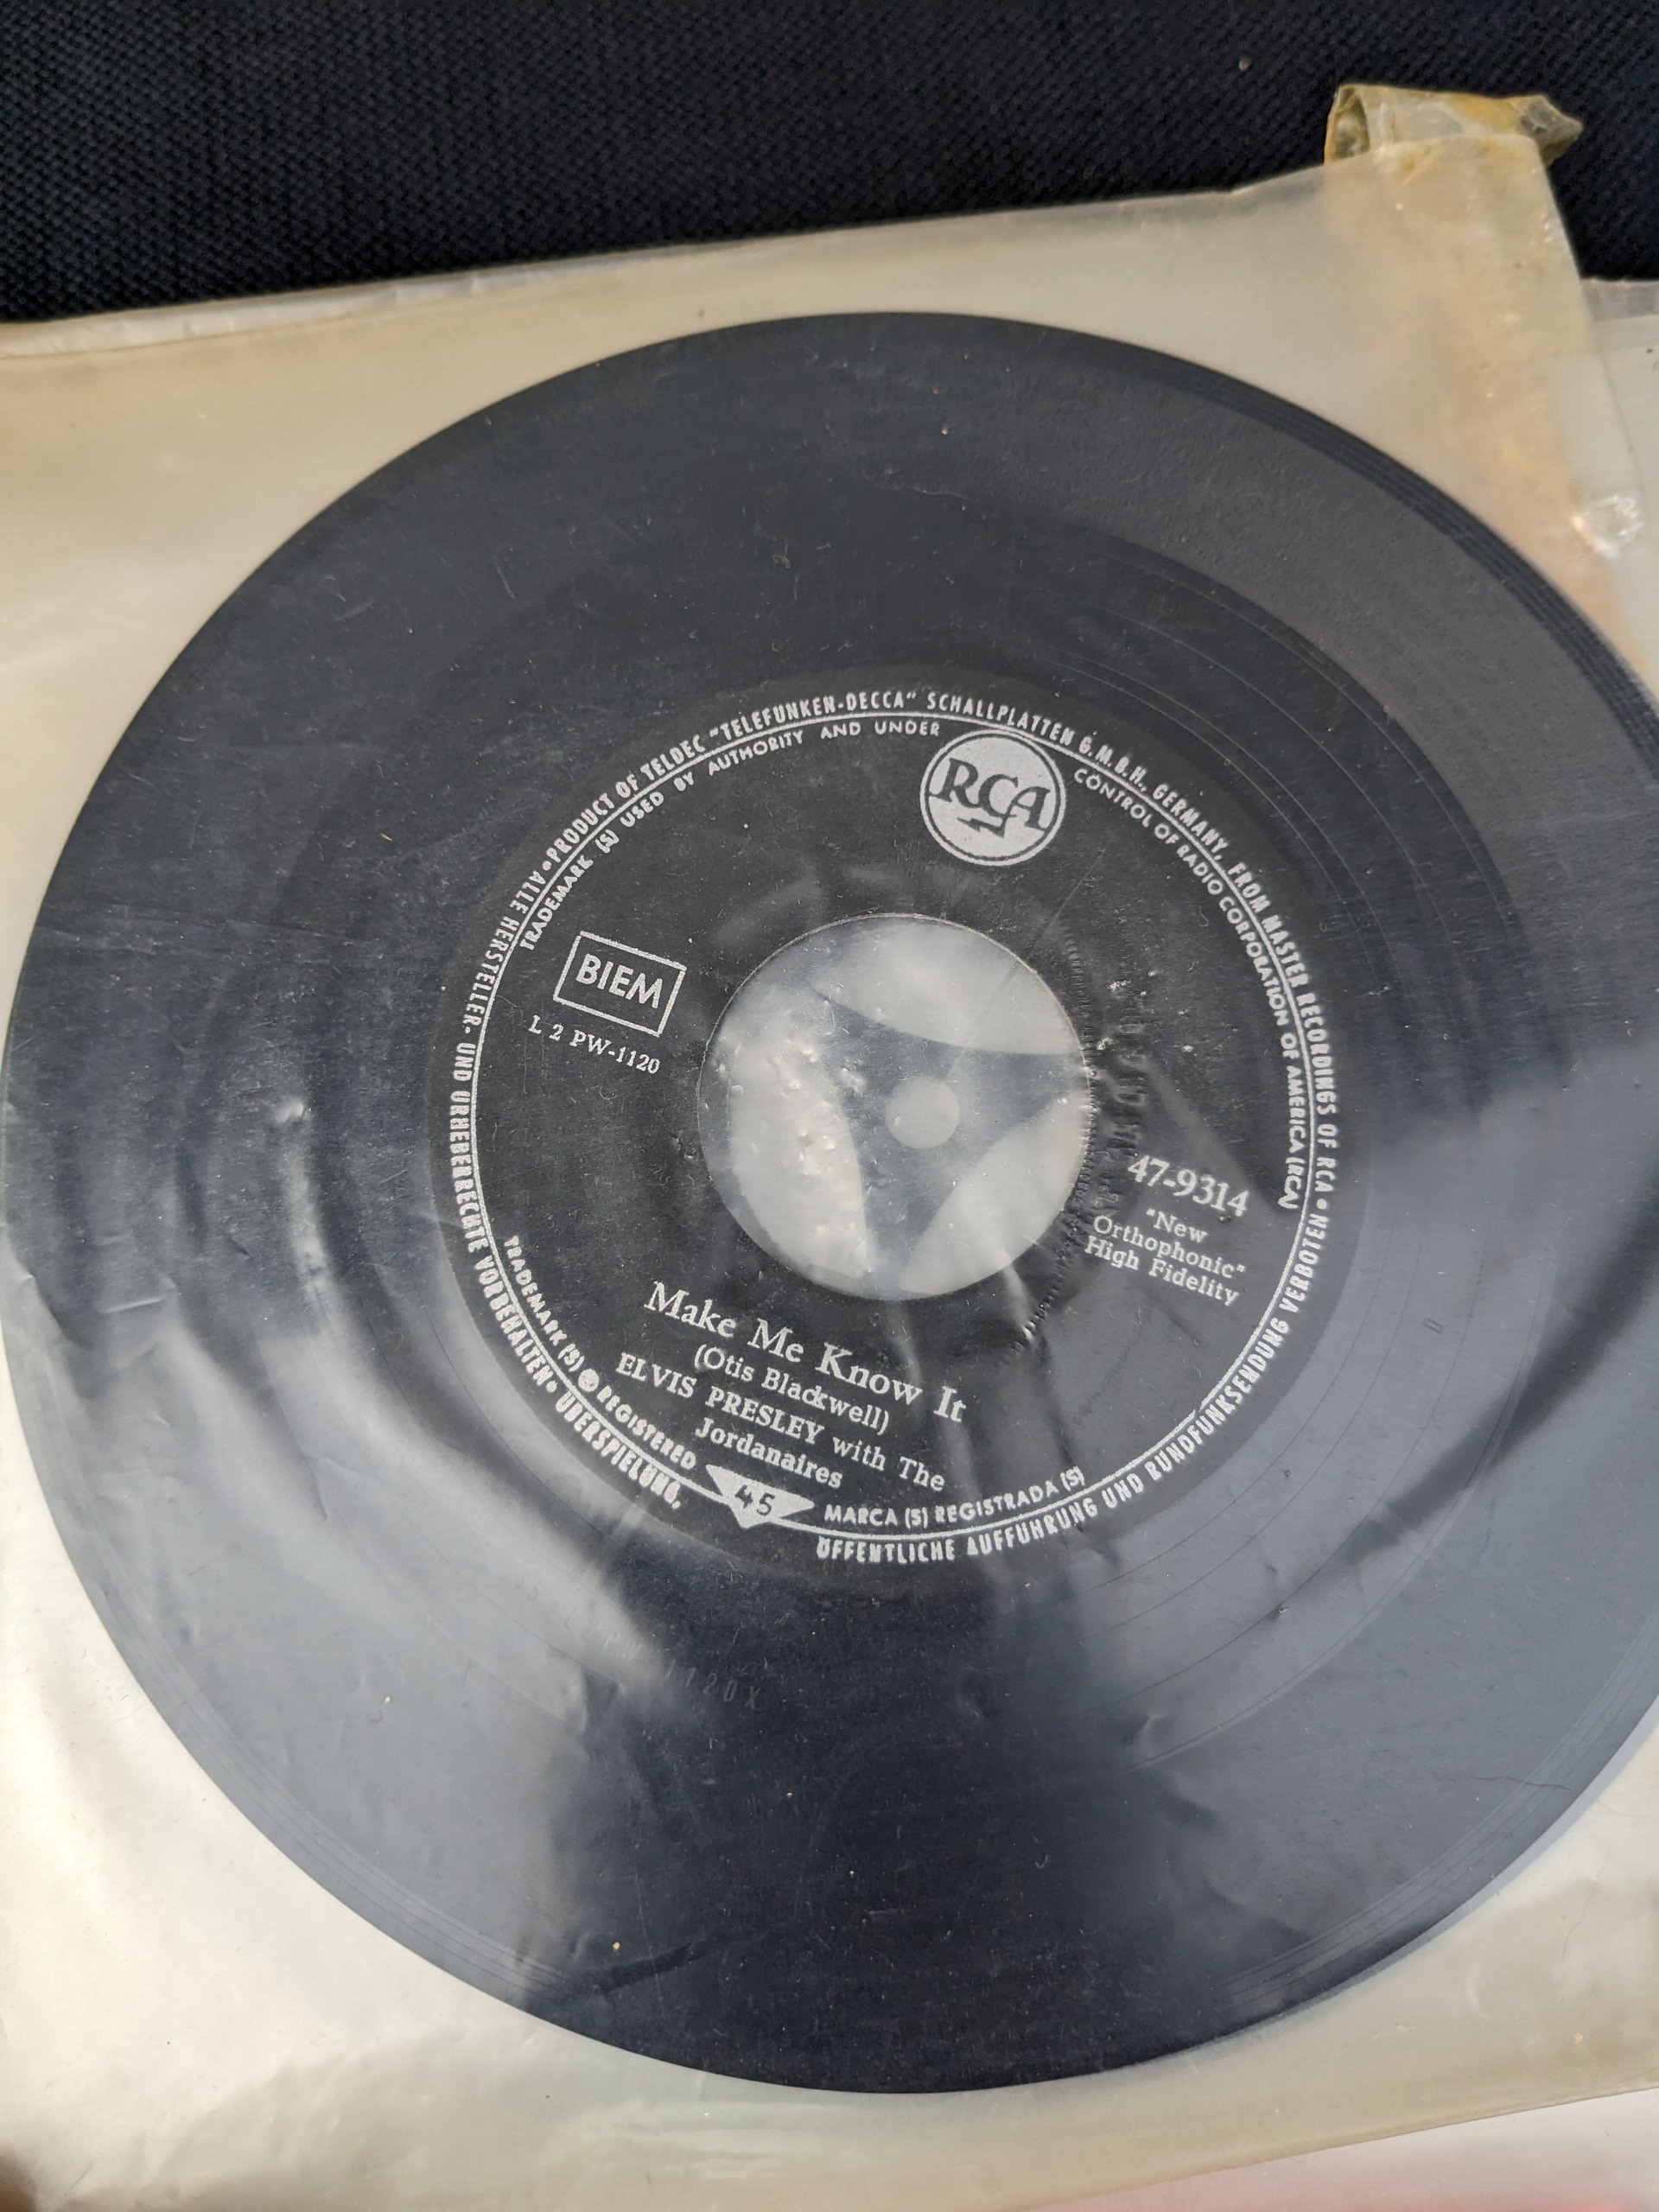 • PRODUCT OF TELDEC "TELEFUNKEN-DECCA" SCHALLPLATTEN G.M.B.H., GERMANY, FROM MASTER RECORDINGS OF RCA •
TRADEMARK (S) USED BY AUTHORITY AND UNDER CONTROL OF RADIO CORPORATION OF AMERICA (RCA)
RCA
BIEM
L 2 PW-1120
47-9314
"New
Orthophonic"
High Fidelity
Make Me Know It
(Otis Blackwell)
ELVIS PRESLEY with The
Jordanaires
TRADEMARK (S) ® REGISTERED
45
MARCA (S) REGISTRADA (S)
ALLE HERSTELLER- UND URHEBERRECHTE VORBEHALTEN • ÜBERSPIELUNG,
ÖFFENTLICHE AUFFÜHRUNG UND RUNDFUNKSENDUNG VERBOTEN •
1120X
D